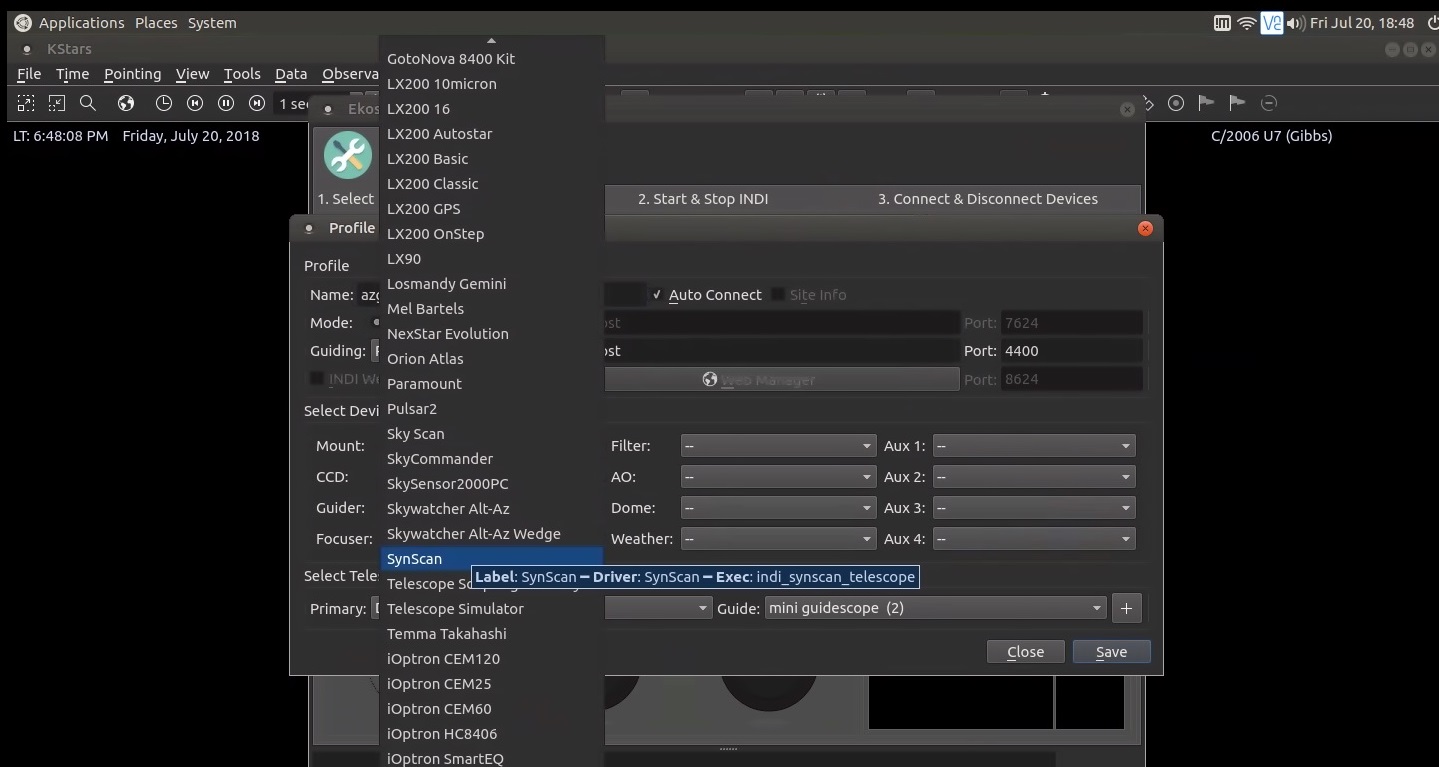 Applications Places System Fri Jul 20, 18:48
KStars
File Time Pointing View Tools Data Observa
1 sec
Ekos
LT: 6:48:08 PM Friday, July 20, 2018 C/2006 U7 (Gibbs)
1. Select 2. Start & Stop INDI 3. Connect & Disconnect Devices
Profile
Profile
Name: azg Auto Connect Site Info
Mode: ost Port: 7624
Guiding: ost Port: 4400
INDI We Web Manager Port: 8624
Select Devi
Mount: Filter: -- Aux 1: --
CCD: AO: -- Aux 2: --
Guider: Dome: -- Aux 3: --
Focuser: Weather: -- Aux 4: --
Select Tele
Primary: Guide: mini guidescope (2) +
Close Save
GotoNova 8400 Kit
LX200 10micron
LX200 16
LX200 Autostar
LX200 Basic
LX200 Classic
LX200 GPS
LX200 OnStep
LX90
Losmandy Gemini
Mel Bartels
NexStar Evolution
Orion Atlas
Paramount
Pulsar2
Sky Scan
SkyCommander
SkySensor2000PC
Skywatcher Alt-Az
Skywatcher Alt-Az Wedge
SynScan
Label: SynScan — Driver: SynScan — Exec: indi_synscan_telescope
Telescope
Telescope Simulator
Temma Takahashi
iOptron CEM120
iOptron CEM25
iOptron CEM60
iOptron HC8406
iOptron SmartEQ